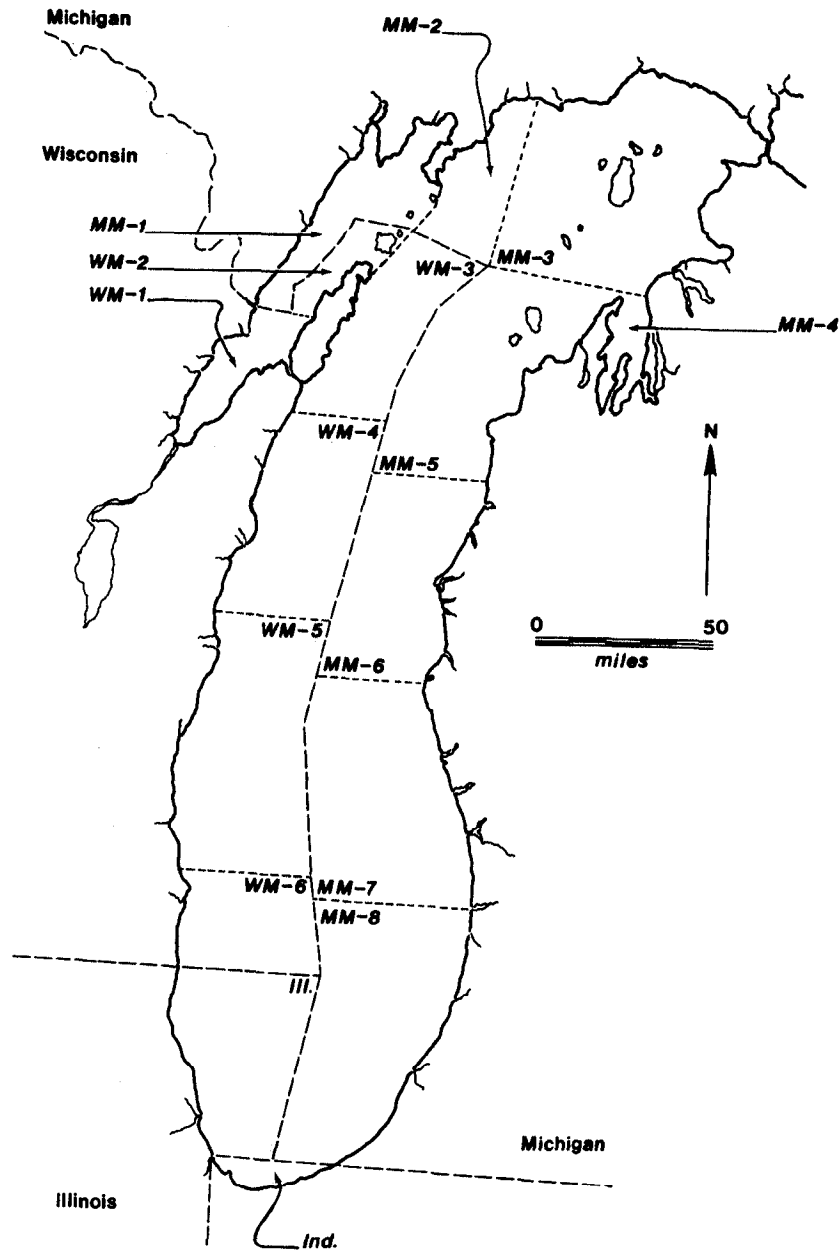 Michigan
MM-2
Wisconsin
MM-1
WM-2
WM-1
WM-3
MM-3
MM-4
WM-4
MM-5
N
0 50
miles
WM-5
MM-6
WM-6
MM-7
MM-8
Ill.
Michigan
Illinois
Ind.